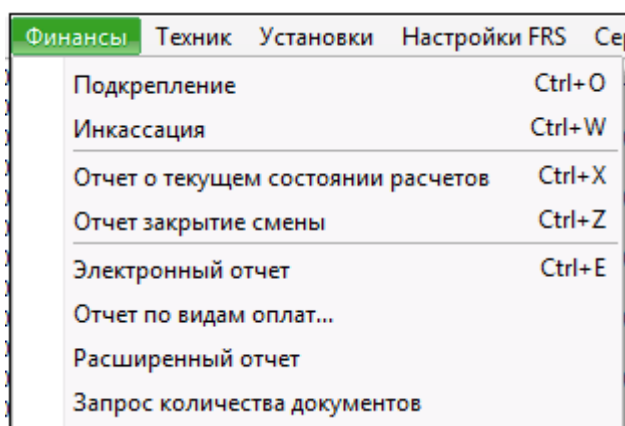 Финансы Техник Установки Настройки FRS
Подкрепление Ctrl+O
Инкассация Ctrl+W
Отчет о текущем состоянии расчетов Ctrl+X
Отчет закрытие смены Ctrl+Z
Электронный отчет Ctrl+E
Отчет по видам оплат...
Расширенный отчет
Запрос количества документов